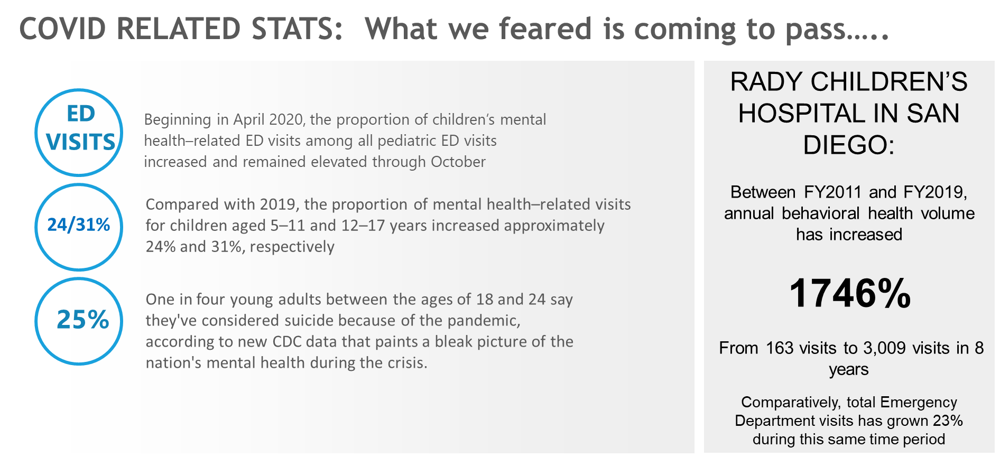 COVID RELATED STATS:  What we feared is coming to pass.....
ED
VISITS
Beginning in April 2020, the proportion of children’s mental
health–related ED visits among all pediatric ED visits
increased and remained elevated through October
24/31%
Compared with 2019, the proportion of mental health–related visits
for children aged 5–11 and 12–17 years increased approximately
24% and 31%, respectively
25%
One in four young adults between the ages of 18 and 24 say
they've considered suicide because of the pandemic,
according to new CDC data that paints a bleak picture of the
nation's mental health during the crisis.
RADY CHILDREN’S
HOSPITAL IN SAN
DIEGO:
Between FY2011 and FY2019,
annual behavioral health volume
has increased
1746%
From 163 visits to 3,009 visits in 8
years
Comparatively, total Emergency
Department visits has grown 23%
during this same time period